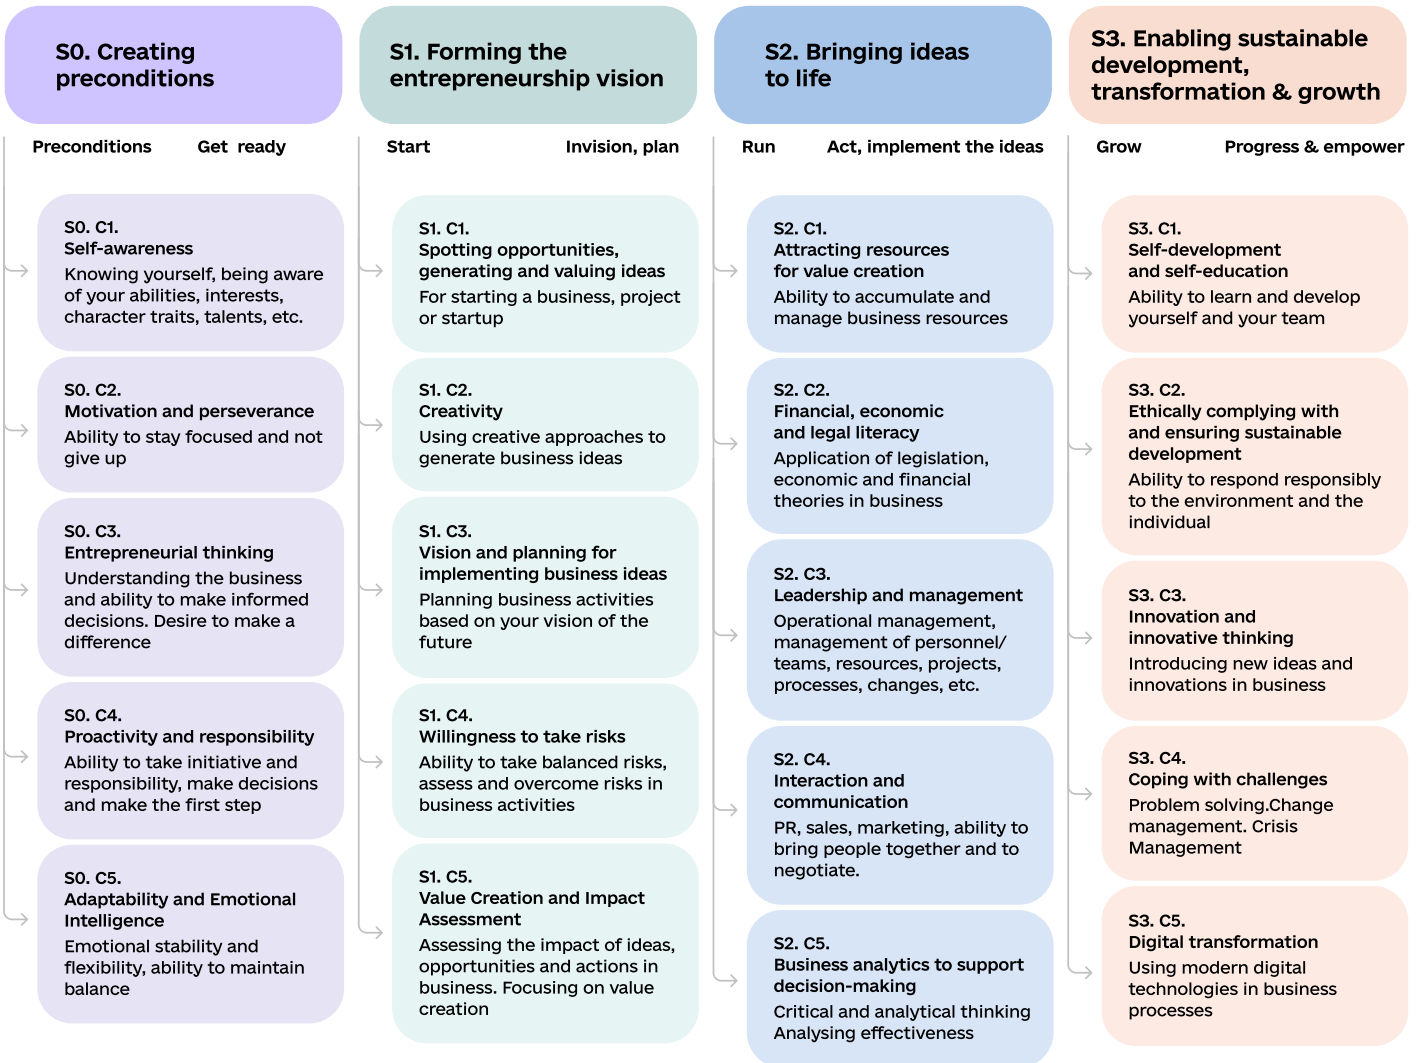 S0. Creating
preconditions
Preconditions Get ready
S0. C1.
Self-awareness
Knowing yourself, being aware
of your abilities, interests,
character traits, talents, etc.
S0. C2.
Motivation and perseverance
Ability to stay focused and not
give up
S0. C3.
Entrepreneurial thinking
Understanding the business
and ability to make informed
decisions. Desire to make a
difference
S0. C4.
Proactivity and responsibility
Ability to take initiative and
responsibility, make decisions
and make the first step
S0. C5.
Adaptability and Emotional
Intelligence
Emotional stability and
flexibility, ability to maintain
balance
S1. Forming the
entrepreneurship vision
Start Invision, plan
S1. C1.
Spotting opportunities,
generating and valuing ideas
For starting a business, project
or startup
S1. C2.
Creativity
Using creative approaches to
generate business ideas
S1. C3.
Vision and planning for
implementing business ideas
Planning business activities
based on your vision of the
future
S1. C4.
Willingness to take risks
Ability to take balanced risks,
assess and overcome risks in
business activities
S1. C5.
Value Creation and Impact
Assessment
Assessing the impact of ideas,
opportunities and actions in
business. Focusing on value
creation
S2. Bringing ideas
to life
Run Act, implement the ideas
S2. C1.
Attracting resources
for value creation
Ability to accumulate and
manage business resources
S2. C2.
Financial, economic
and legal literacy
Application of legislation,
economic and financial
theories in business
S2. C3.
Leadership and management
Operational management,
management of personnel/
teams, resources, projects,
processes, changes, etc.
S2. C4.
Interaction and
communication
PR, sales, marketing, ability to
bring people together and to
negotiate.
S2. C5.
Business analytics to support
decision-making
Critical and analytical thinking
Analysing effectiveness
S3. Enabling sustainable
development,
transformation & growth
Grow Progress & empower
S3. C1.
Self-development
and self-education
Ability to learn and develop
yourself and your team
S3. C2.
Ethically complying with
and ensuring sustainable
development
Ability to respond responsibly
to the environment and the
individual
S3. C3.
Innovation and
innovative thinking
Introducing new ideas and
innovations in business
S3. C4.
Coping with challenges
Problem solving.Change
management. Crisis
Management
S3. C5.
Digital transformation
Using modern digital
technologies in business
processes